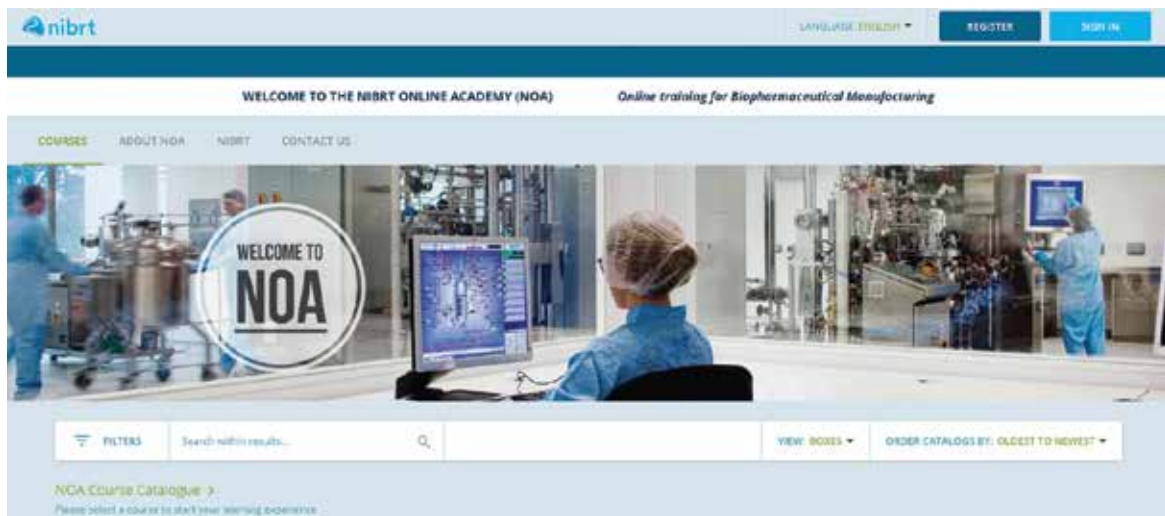 nibrt
LANGUAGE: ENGLISH
REGISTER
SIGN IN
WELCOME TO THE NIBRT ONLINE ACADEMY (NOA)
Online training for Biopharmaceutical Manufacturing
COURSES
ABOUT NOA
NIBRT
CONTACT US
WELCOME TO
NOA
FILTERS
Search within results...
VIEW: BOXES
ORDER CATALOGS BY: OLDEST TO NEWEST
NOA Course Catalogue >
Please select a course to start your learning experience